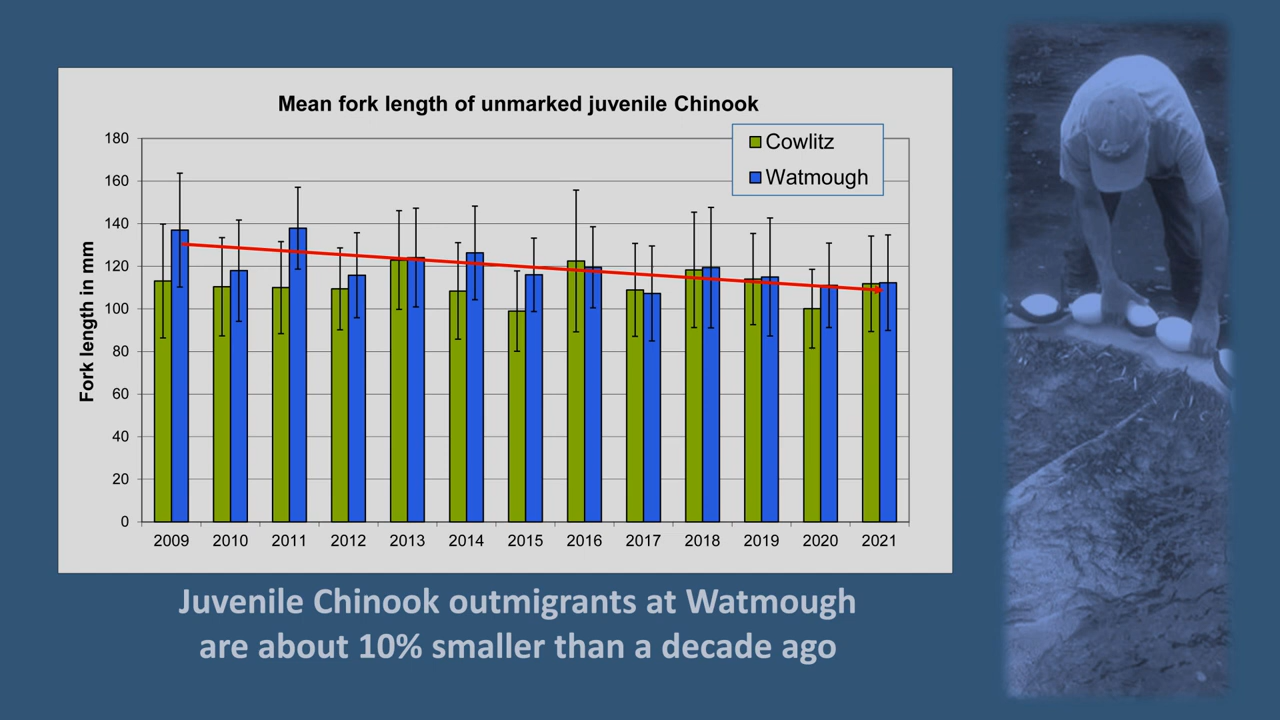 Mean fork length of unmarked juvenile Chinook
Cowlitz
Watmough
Fork length in mm
180
160
140
120
100
80
60
40
20
0
2009 2010 2011 2012 2013 2014 2015 2016 2017 2018 2019 2020 2021
Juvenile Chinook outmigrants at Watmough
are about 10% smaller than a decade ago